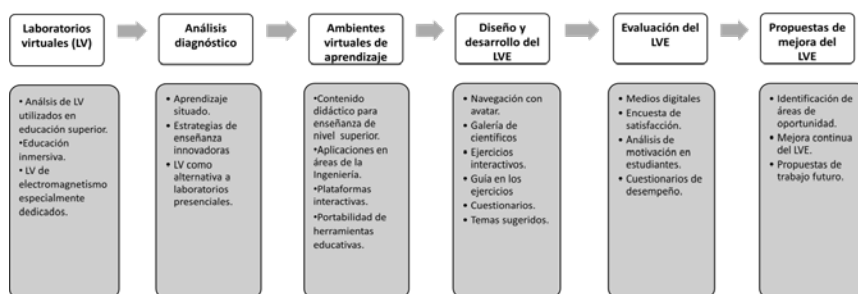 Laboratorios
virtuales (LV)
Análisis
diagnóstico
Ambientes
virtuales de
aprendizaje
Diseño y
desarrollo del
LVE
Evaluación del
LVE
Propuestas de
mejora del
LVE
• Análsis de LV
utilizados en
educación superior.
•Educación
inmersiva.
• LV de
electromagnetismo
especialmente
dedicados.
• Aprendizaje
situado.
• Estrategias de
enseñanza
innovadoras
• LV como
alternativa a
laboratorios
presenciales.
•Contenido
didáctico para
enseñanza de
nivel superior.
•Aplicaciones en
áreas de la
Ingeniería.
•Plataformas
interactivas.
•Portabilidad de
herramientas
educativas.
• Navegación con
avatar.
• Galería de
científicos
• Ejercicios
interactivos.
• Guía en los
ejercicios
• Cuestionarios.
• Temas sugeridos.
• Medios digitales
• Encuesta de
satisfacción.
• Análisis de
motivación en
estudiantes.
• Cuestionarios de
desempeño.
• Identificación de
áreas de
oportunidad.
• Mejora continua
del LVE.
• Propuestas de
trabajo futuro.